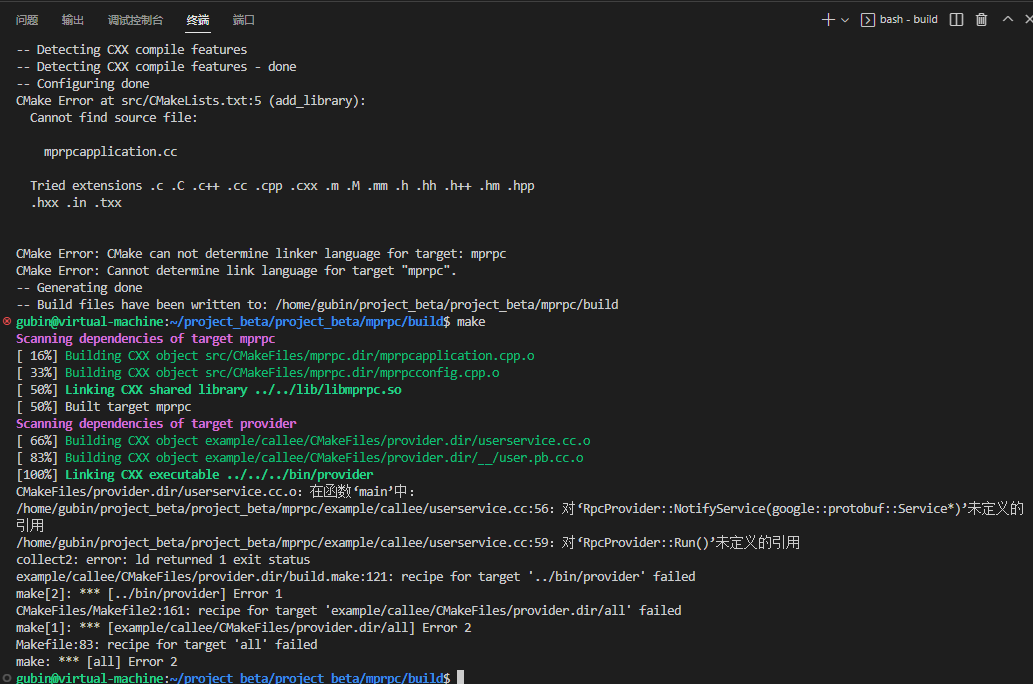 问题 输出 调试控制台 终端 端口 bash - build
-- Detecting CXX compile features
-- Detecting CXX compile features - done
-- Configuring done
CMake Error at src/CMakeLists.txt:5 (add_library):
  Cannot find source file:
    mprpcapplication.cc
  Tried extensions .c .C .c++ .cc .cpp .cxx .m .M .mm .h .hh .h++ .hm .hpp
  .hxx .in .txx
CMake Error: CMake can not determine linker language for target: mprpc
CMake Error: Cannot determine link language for target "mprpc".
-- Generating done
-- Build files have been written to: /home/gubin/project_beta/project_beta/mprpc/build
gubin@virtual-machine:~/project_beta/project_beta/mprpc/build$ make
Scanning dependencies of target mprpc
[ 16%] Building CXX object src/CMakeFiles/mprpc.dir/mprpcapplication.cpp.o
[ 33%] Building CXX object src/CMakeFiles/mprpc.dir/mprpcconfig.cpp.o
[ 50%] Linking CXX shared library ../../lib/libmprpc.so
[ 50%] Built target mprpc
Scanning dependencies of target provider
[ 66%] Building CXX object example/callee/CMakeFiles/provider.dir/userservice.cc.o
[ 83%] Building CXX object example/callee/CMakeFiles/provider.dir/__/user.pb.cc.o
[100%] Linking CXX executable ../../../bin/provider
CMakeFiles/provider.dir/userservice.cc.o：在函数‘main’中：
/home/gubin/project_beta/project_beta/mprpc/example/callee/userservice.cc:56：对‘RpcProvider::NotifyService(google::protobuf::Service*)’未定义的
引用
/home/gubin/project_beta/project_beta/mprpc/example/callee/userservice.cc:59：对‘RpcProvider::Run()’未定义的引用
collect2: error: ld returned 1 exit status
example/callee/CMakeFiles/provider.dir/build.make:121: recipe for target '../bin/provider' failed
make[2]: *** [../bin/provider] Error 1
CMakeFiles/Makefile2:161: recipe for target 'example/callee/CMakeFiles/provider.dir/all' failed
make[1]: *** [example/callee/CMakeFiles/provider.dir/all] Error 2
Makefile:83: recipe for target 'all' failed
make: *** [all] Error 2
gubin@virtual-machine:~/project_beta/project_beta/mprpc/build$